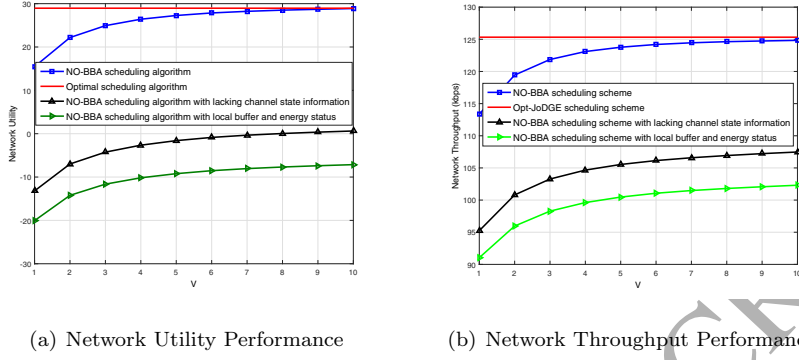 30
20
10
0
-10
-20
-30
Network Utility
NO-BBA scheduling algorithm
Optimal scheduling algorithm
NO-BBA scheduling algorithm with lacking channel state information
NO-BBA scheduling algorithm with local buffer and energy status
1 2 3 4 5 6 7 8 9 10
V
(a) Network Utility Performance
130
125
120
115
110
105
100
95
90
Network Throughput (kbps)
NO-BBA scheduling scheme
Opt-JoDGE scheduling scheme
NO-BBA scheduling scheme with lacking channel state information
NO-BBA scheduling scheme with local buffer and energy status
1 2 3 4 5 6 7 8 9 10
V
(b) Network Throughput Performan